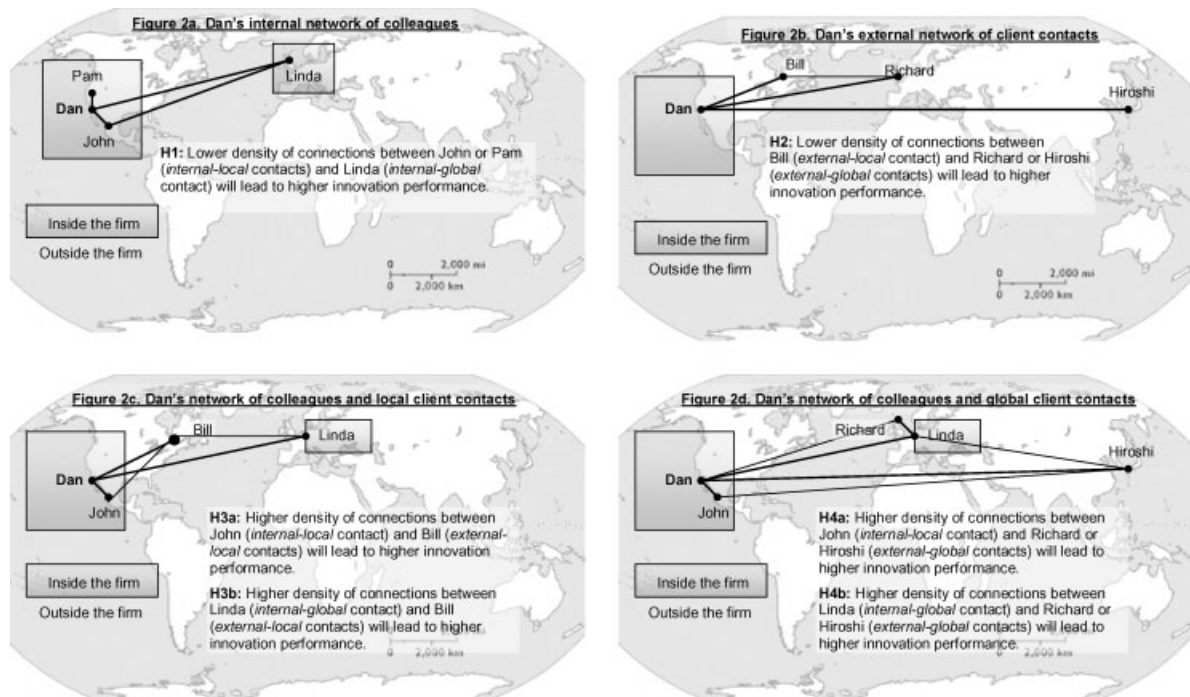 Figure 2a. Dan's internal network of colleagues
Pam
Dan
John
Linda
H1: Lower density of connections between John or Pam
(internal-local contacts) and Linda (internal-global
contact) will lead to higher innovation performance.
Inside the firm
Outside the firm
0 2,000 mi
0 2,000 km
Figure 2b. Dan's external network of client contacts
Bill
Richard
Dan
Hiroshi
H2: Lower density of connections between
Bill (external-local contact) and Richard or Hiroshi
(external-global contacts) will lead to higher
innovation performance.
Inside the firm
Outside the firm
0 2,000 mi
0 2,000 km
Figure 2c. Dan's network of colleagues and local client contacts
Bill
Linda
Dan
John
H3a: Higher density of connections between
John (internal-local contact) and Bill (external-
local contacts) will lead to higher innovation
performance.
H3b: Higher density of connections between
Linda (internal-global contact) and Bill
(external-local contacts) will lead to higher
innovation performance.
Inside the firm
Outside the firm
2,000 km
Figure 2d. Dan's network of colleagues and global client contacts
Richard
Linda
Hiroshi
Dan
John
H4a: Higher density of connections between
John (internal-local contact) and Richard or
Hiroshi (external-global contacts) will lead to
higher innovation performance.
H4b: Higher density of connections between
Linda (internal-global contact) and Richard or
Hiroshi (external-global contacts) will lead to
higher innovation performance.
Inside the firm
Outside the firm
2,000 km